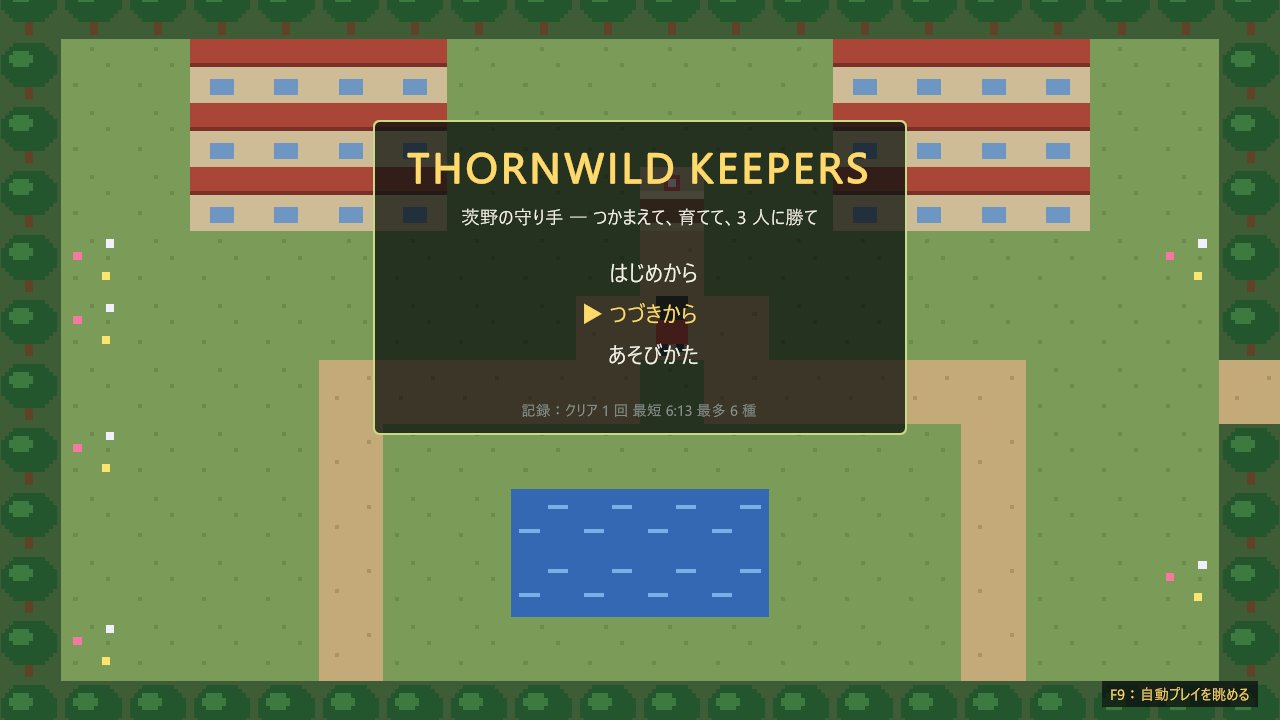 THORNWILD KEEPERS
茨野の守り手 — つかまえて、育てて、3 人に勝て
はじめから
▶ つづきから
あそびかた
記録：クリア 1 回 最短 6:13 最多 6 種
F9：自動プレイを眺める